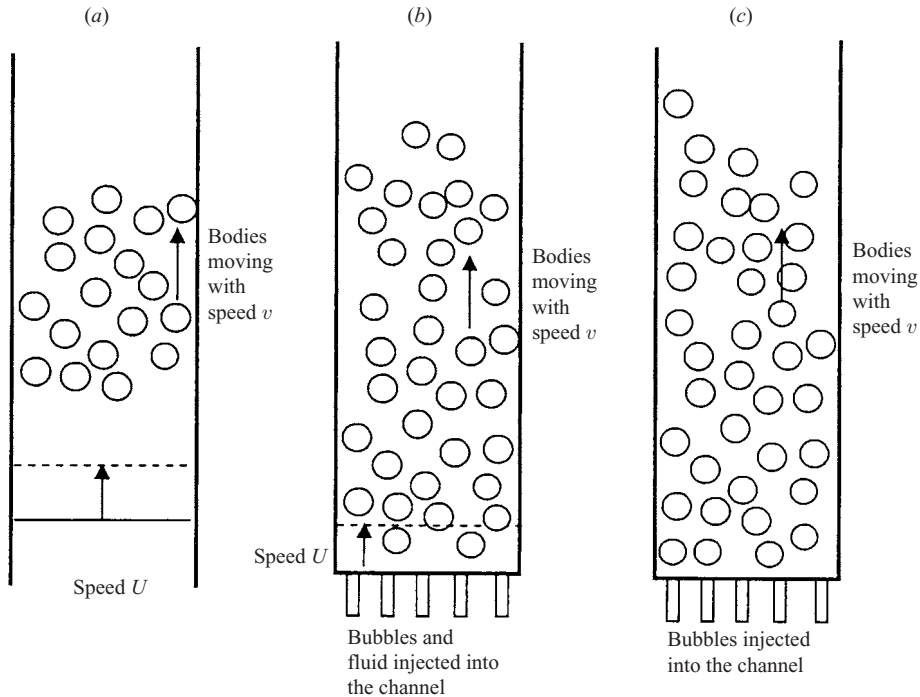 (a)
Bodies
moving
with
speed v
Speed U
(b)
Bodies
moving
with
speed v
Speed U
Bubbles and
fluid injected into
the channel
(c)
Bodies
moving
with
speed v
Bubbles injected
into the channel